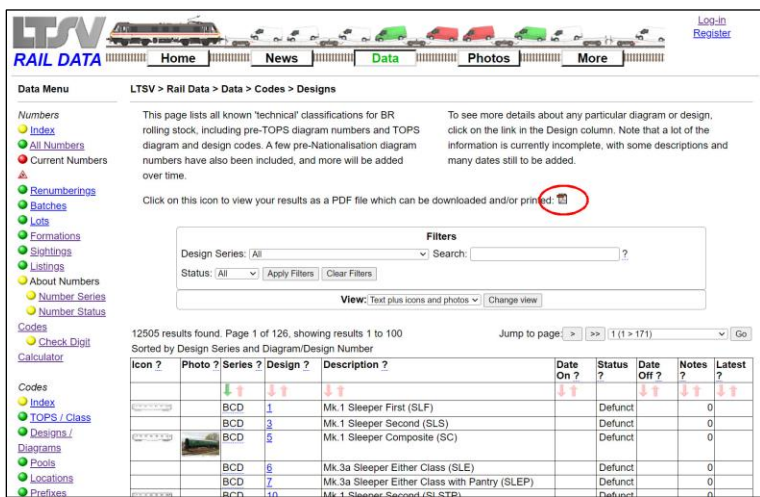 LTSV
RAIL DATA
Home
News
Data
Photos
More
Log-in
Register
Data Menu
Numbers
Index
All Numbers
Current Numbers
Renumberings
Batches
Lots
Formations
Sightings
Listings
About Numbers
Number Series
Number Status
Codes
Check Digit
Calculator
Codes
Index
TOPS / Class
Designs /
Diagrams
Pools
Locations
Prefixes
LTSV > Rail Data > Data > Codes > Designs
This page lists all known 'technical' classifications for BR
rolling stock, including pre-TOPS diagram numbers and TOPS
diagram and design codes. A few pre-Nationalisation diagram
numbers have also been included, and more will be added
over time.
To see more details about any particular diagram or design,
click on the link in the Design column. Note that a lot of the
information is currently incomplete, with some descriptions and
many dates still to be added.
Click on this icon to view your results as a PDF file which can be downloaded and/or printed:
Filters
Design Series: All Search: ?
Status: All Apply Filters Clear Filters
View: Text plus icons and photos Change view
12505 results found. Page 1 of 126, showing results 1 to 100
Jump to page: > >> 1 (1 > 171) Go
Sorted by Design Series and Diagram/Design Number
Icon ? Photo ? Series ? Design ? Description ? Date On ? Status ? Date Off ? Notes ? Latest ?
BCD 1 Mk.1 Sleeper First (SLF) Defunct 0
BCD 3 Mk.1 Sleeper Second (SLS) Defunct 0
BCD 5 Mk.1 Sleeper Composite (SC) Defunct 0
BCD 6 Mk.3a Sleeper Either Class (SLE) Defunct 0
BCD 7 Mk.3a Sleeper Either Class with Pantry (SLEP) Defunct 0
BCD 10 Mk.1 Sleeper Second (SLSTP) Defunct 0